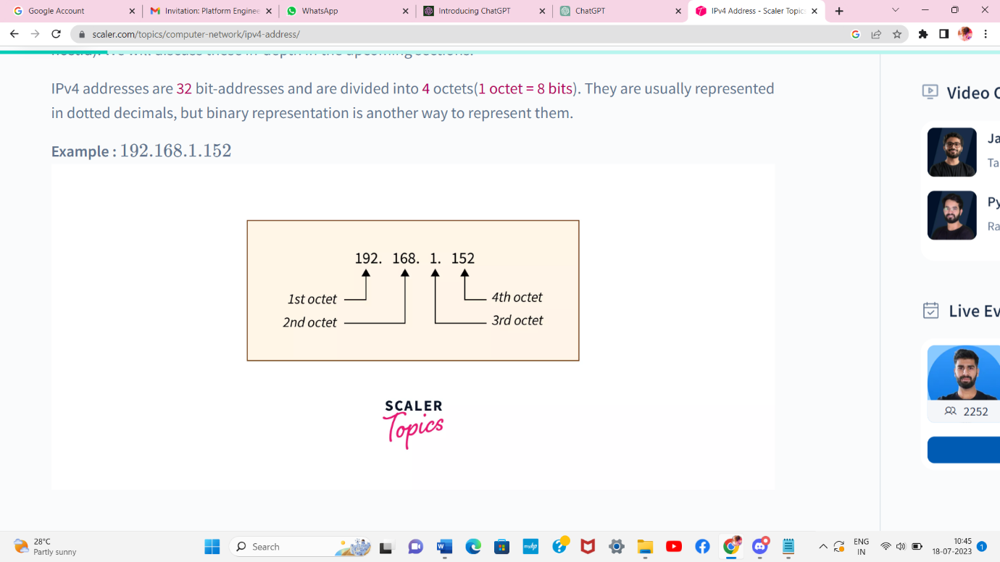 Google Account
Invitation: Platform Enginee
WhatsApp
Introducing ChatGPT
ChatGPT
IPv4 Address - Scaler Topic
scaler.com/topics/computer-network/ipv4-address/
IPv4 addresses are 32 bit-addresses and are divided into 4 octets(1 octet = 8 bits). They are usually represented
in dotted decimals, but binary representation is another way to represent them.
Example : 192.168.1.152
192. 168. 1. 152
1st octet
4th octet
2nd octet
3rd octet
SCALER
Topics
Video C
Ja
Ta
Py
Ra
Live Ev
2252
28°C
Partly sunny
Search
myhp
ENG
IN
10:45
18-07-2023
1